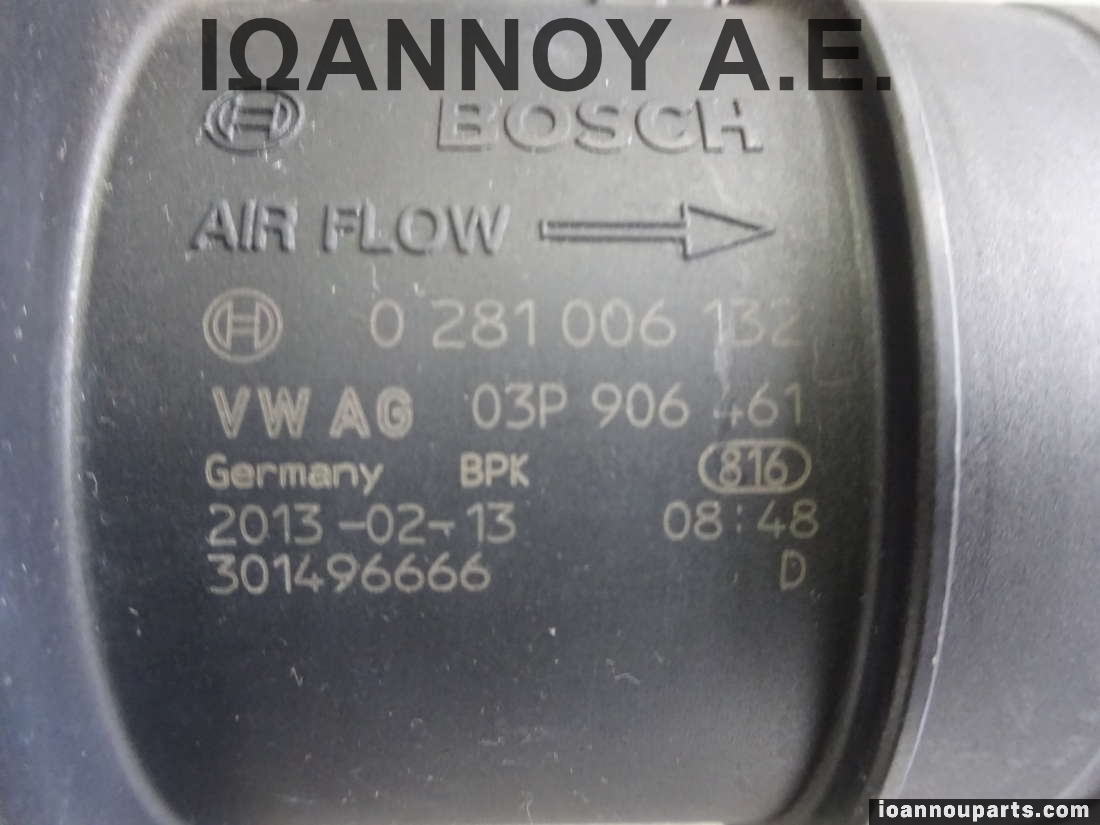 ΙΩΑΝΝΟΥ Α.Ε.
BOSCH
AIR FLOW
0 281 006 132
VW AG 03P 906 461
Germany BPK 816
2013-02-13 08:48
301496666 D
ioannouparts.com